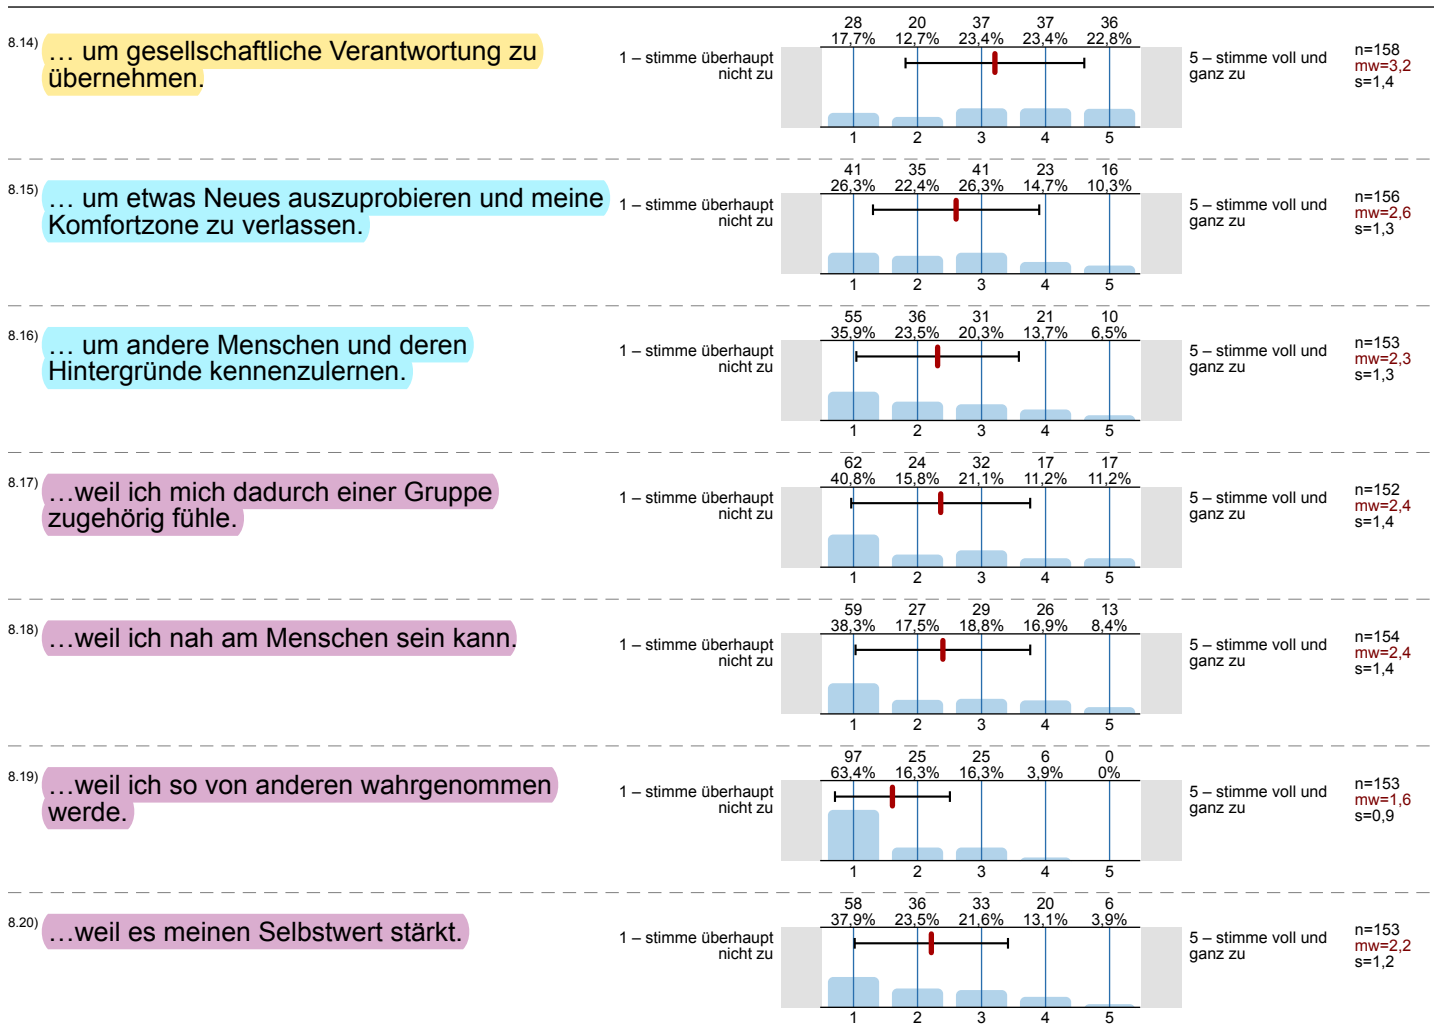 8.14) … um gesellschaftliche Verantwortung zu
übernehmen.
1 – stimme überhaupt
nicht zu
28 20 37 37 36
17,7% 12,7% 23,4% 23,4% 22,8%
1 2 3 4 5
5 – stimme voll und
ganz zu
n=158
mw=3,2
s=1,4
8.15) … um etwas Neues auszuprobieren und meine
Komfortzone zu verlassen.
1 – stimme überhaupt
nicht zu
41 35 41 23 16
26,3% 22,4% 26,3% 14,7% 10,3%
1 2 3 4 5
5 – stimme voll und
ganz zu
n=156
mw=2,6
s=1,3
8.16) … um andere Menschen und deren
Hintergründe kennenzulernen.
1 – stimme überhaupt
nicht zu
55 36 31 21 10
35,9% 23,5% 20,3% 13,7% 6,5%
1 2 3 4 5
5 – stimme voll und
ganz zu
n=153
mw=2,3
s=1,3
8.17) …weil ich mich dadurch einer Gruppe
zugehörig fühle.
1 – stimme überhaupt
nicht zu
62 24 32 17 17
40,8% 15,8% 21,1% 11,2% 11,2%
1 2 3 4 5
5 – stimme voll und
ganz zu
n=152
mw=2,4
s=1,4
8.18) …weil ich nah am Menschen sein kann.
1 – stimme überhaupt
nicht zu
59 27 29 26 13
38,3% 17,5% 18,8% 16,9% 8,4%
1 2 3 4 5
5 – stimme voll und
ganz zu
n=154
mw=2,4
s=1,4
8.19) …weil ich so von anderen wahrgenommen
werde.
1 – stimme überhaupt
nicht zu
97 25 25 6 0
63,4% 16,3% 16,3% 3,9% 0%
1 2 3 4 5
5 – stimme voll und
ganz zu
n=153
mw=1,6
s=0,9
8.20) …weil es meinen Selbstwert stärkt.
1 – stimme überhaupt
nicht zu
58 36 33 20 6
37,9% 23,5% 21,6% 13,1% 3,9%
1 2 3 4 5
5 – stimme voll und
ganz zu
n=153
mw=2,2
s=1,2